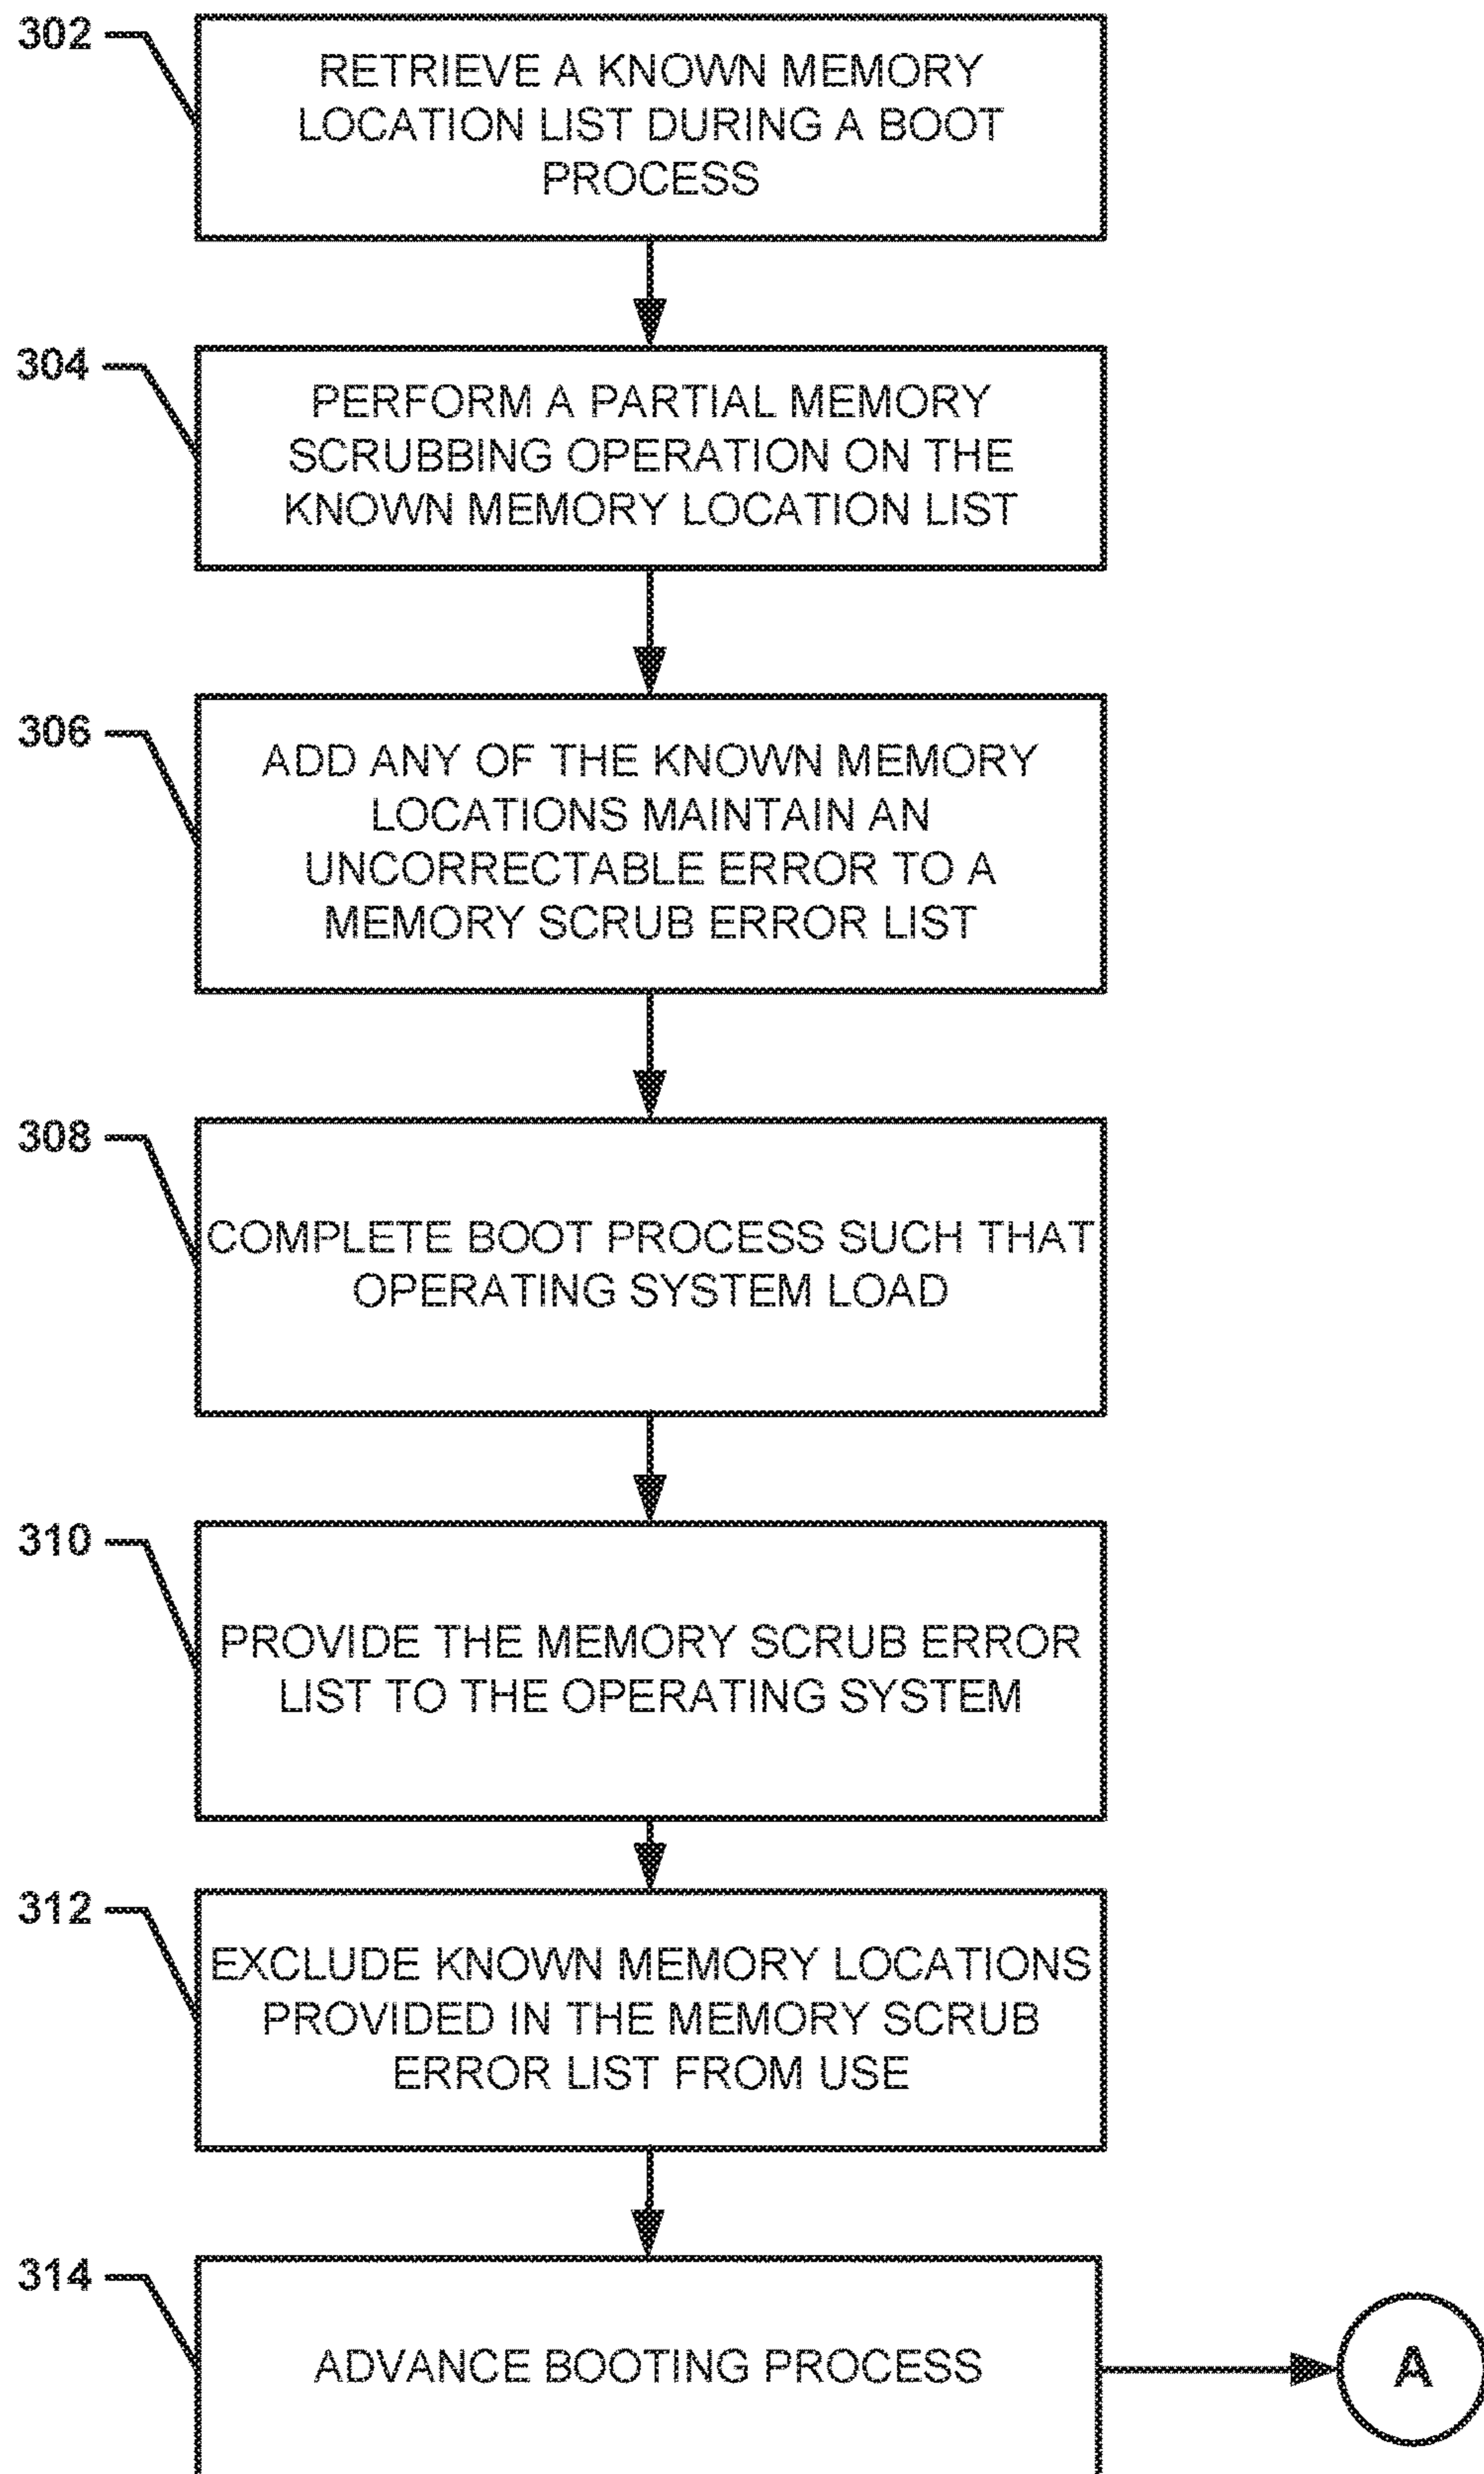 302
RETRIEVE A KNOWN MEMORY
LOCATION LIST DURING A BOOT
PROCESS
304
PERFORM A PARTIAL MEMORY
SCRUBBING OPERATION ON THE
KNOWN MEMORY LOCATION LIST
306
ADD ANY OF THE KNOWN MEMORY
LOCATIONS MAINTAIN AN
UNCORRECTABLE ERROR TO A
MEMORY SCRUB ERROR LIST
308
COMPLETE BOOT PROCESS SUCH THAT
OPERATING SYSTEM LOAD
310
PROVIDE THE MEMORY SCRUB ERROR
LIST TO THE OPERATING SYSTEM
312
EXCLUDE KNOWN MEMORY LOCATIONS
PROVIDED IN THE MEMORY SCRUB
ERROR LIST FROM USE
314
ADVANCE BOOTING PROCESS
A